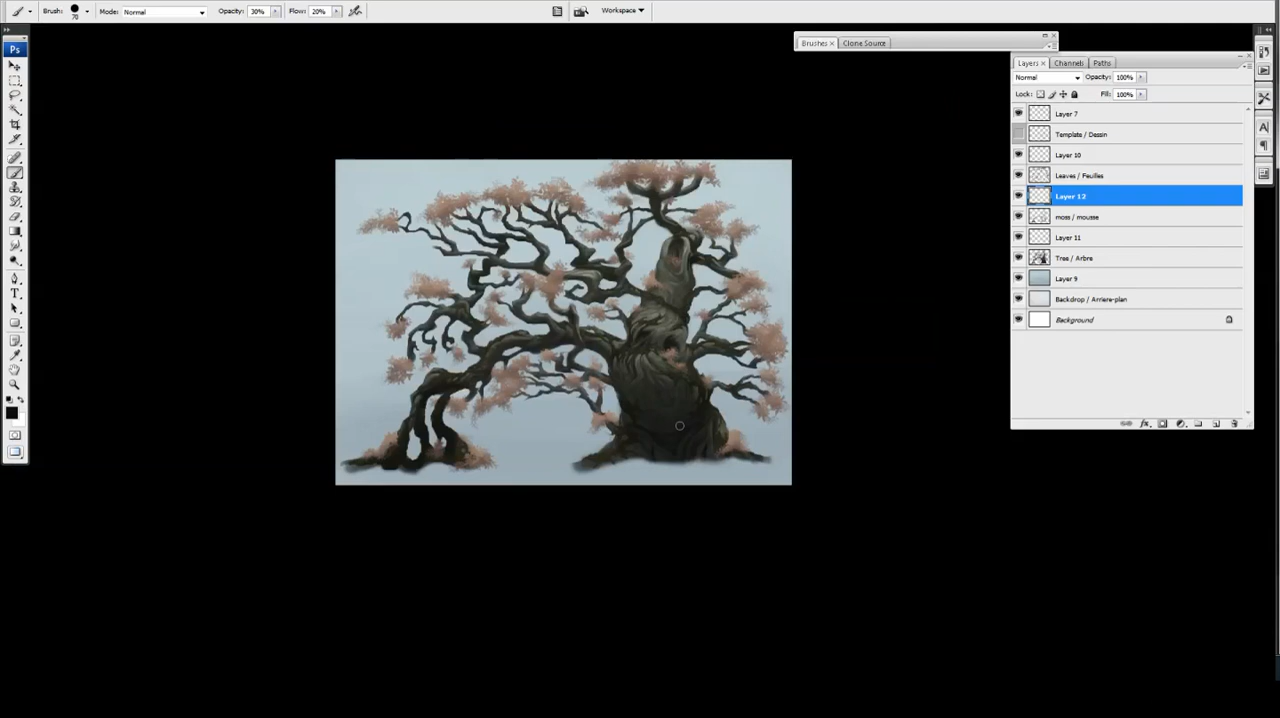 Brush: 70 Mode: Normal Opacity: 30% Flow: 20% Workspace
Ps
Brushes x Clone Source
Layers x Channels Paths
Normal Opacity: 100%
Lock: Fill: 100%
Layer 7
Template / Dessin
Layer 10
Leaves / Feuilles
Layer 12
moss / mousse
Layer 11
Tree / Arbre
Layer 9
Backdrop / Arriere-plan
Background